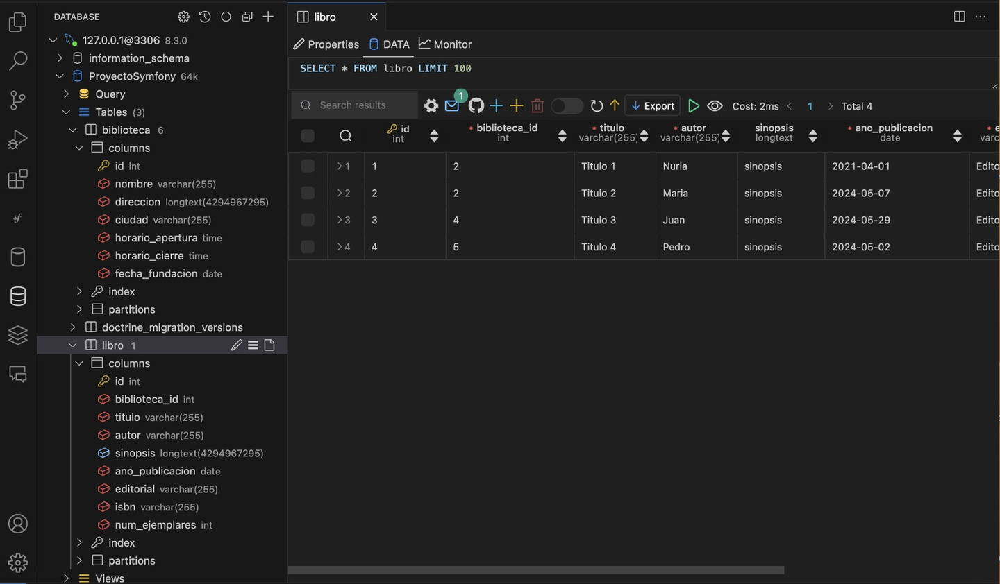 DATABASE
127.0.0.1@3306 8.3.0
information_schema
ProyectoSymfony 64k
Query
Tables (3)
biblioteca 6
columns
id int
nombre varchar(255)
direccion longtext(4294967295)
ciudad varchar(255)
horario_apertura time
horario_cierre time
fecha_fundacion date
index
partitions
doctrine_migration_versions
libro 1
columns
id int
biblioteca_id int
titulo varchar(255)
autor varchar(255)
sinopsis longtext(4294967295)
ano_publicacion date
editorial varchar(255)
isbn varchar(255)
num_ejemplares int
index
partitions
Views
sf
libro
Properties DATA Monitor
SELECT * FROM libro LIMIT 100
Search results 1 Export Cost: 2ms 1 Total 4
id * biblioteca_id * titulo * autor sinopsis * ano_publicacion * e
int int varchar(255) varchar(255) longtext date varc
1 1 2 Titulo 1 Nuria sinopsis 2021-04-01 Edito
2 2 2 Titulo 2 Maria sinopsis 2024-05-07 Edito
3 3 4 Titulo 3 Juan sinopsis 2024-05-29 Edito
4 4 5 Titulo 4 Pedro sinopsis 2024-05-02 Edito